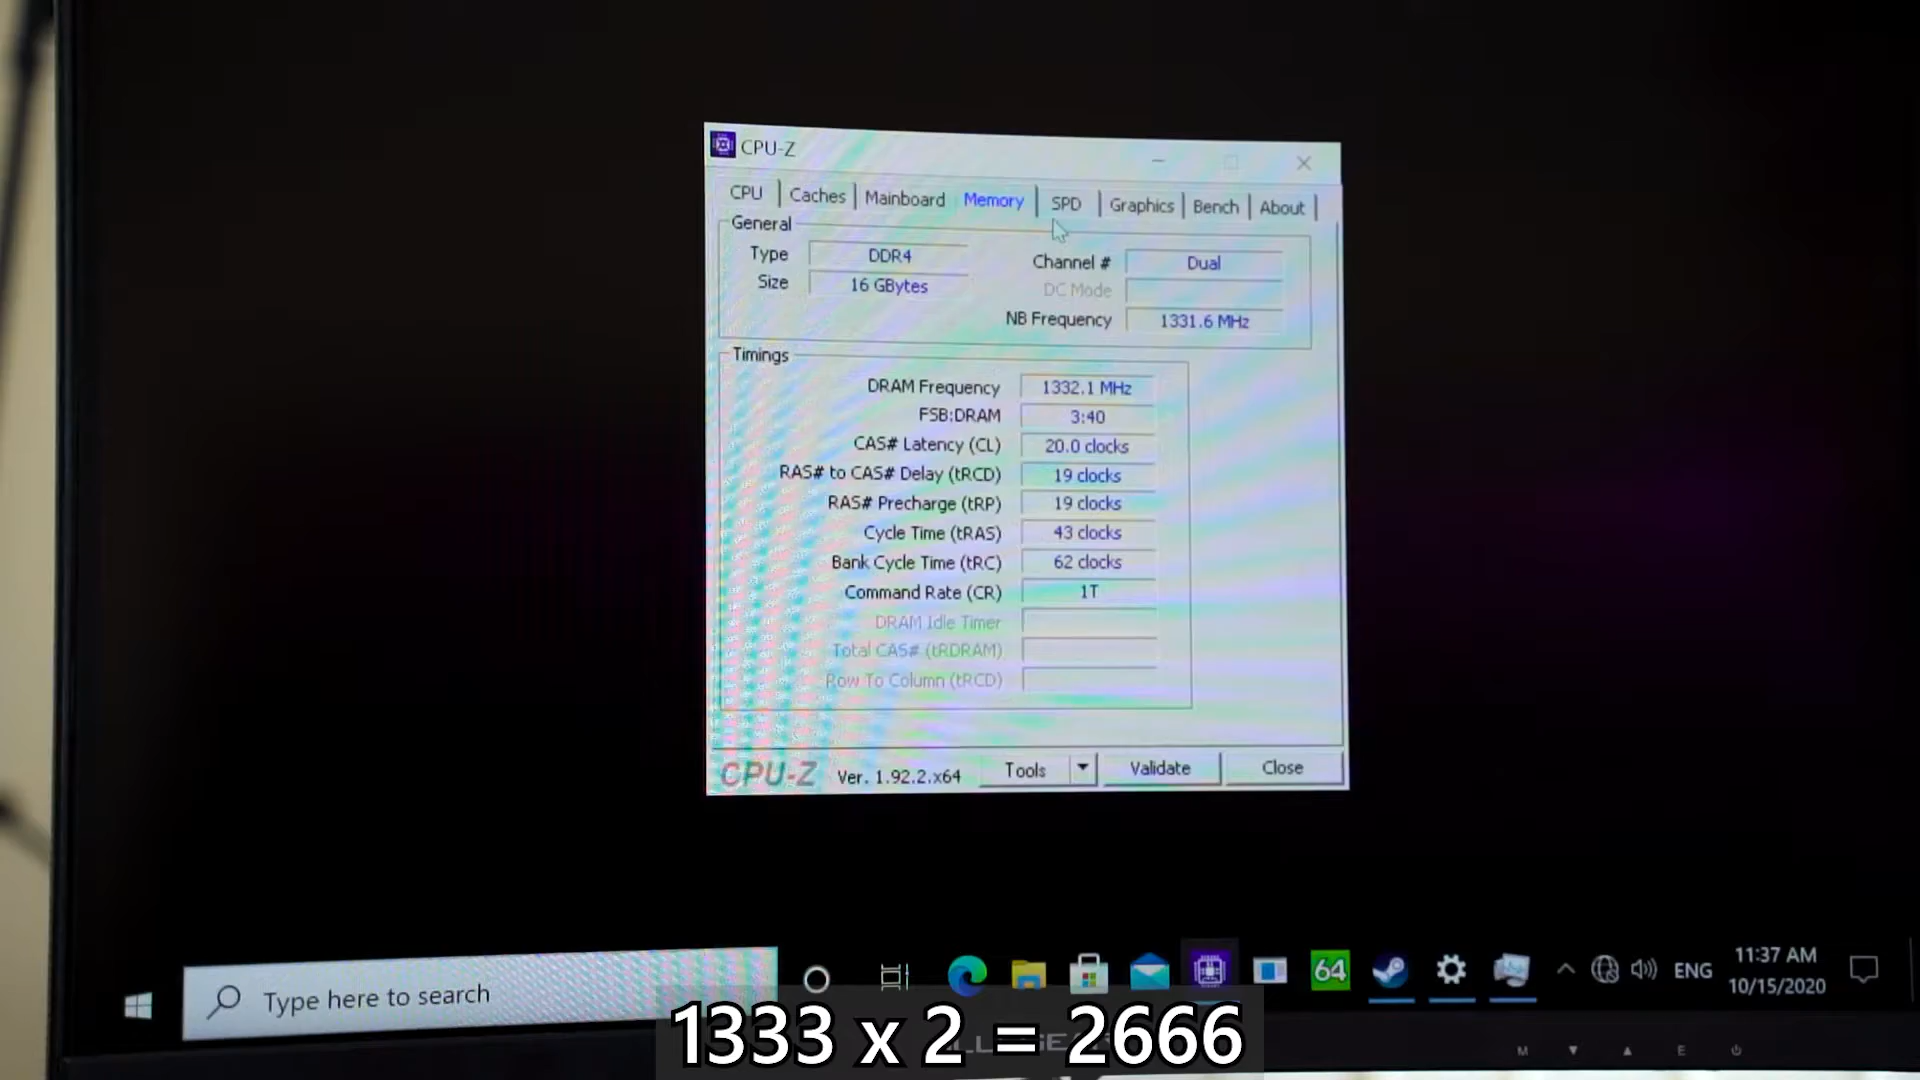 CPU-Z
CPU Caches Mainboard Memory SPD Graphics Bench About
General
Type DDR4 Channel # Dual
Size 16 GBytes DC Mode
NB Frequency 1331.6 MHz
Timings
DRAM Frequency 1332.1 MHz
FSB:DRAM 3:40
CAS# Latency (CL) 20.0 clocks
RAS# to CAS# Delay (tRCD) 19 clocks
RAS# Precharge (tRP) 19 clocks
Cycle Time (tRAS) 43 clocks
Bank Cycle Time (tRC) 62 clocks
Command Rate (CR) 1T
DRAM Idle Timer
Total CAS# (tRDRAM)
Row To Column (tRCD)
CPU-Z Ver. 1.92.2.x64 Tools Validate Close
Type here to search
64
ENG
11:37 AM
10/15/2020
1333 x 2 = 2666
M E